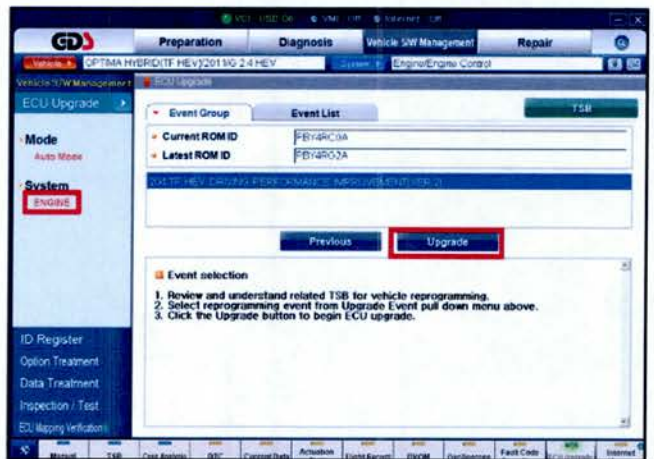 VCI : USB On VMI : Off Internet : Off
GDS Preparation Diagnosis Vehicle S/W Management Repair
Vehicle OPTIMA HYBRID(TF HEV)/2011/G 2.4 HEV System Engine/Engine Control
Vehicle S/W Management ECU Upgrade
ECU Upgrade
Event Group Event List TSB
Mode
Auto Mode
Current ROM ID
Latest ROM ID
System
ENGINE
Previous Upgrade
Event selection
1. Review and understand related TSB for vehicle reprogramming.
2. Select reprogramming event from Upgrade Event pull down menu above.
3. Click the Upgrade button to begin ECU upgrade.
ID Register
Option Treatment
Data Treatment
Inspection / Test
ECU Mapping Verification
Manual TSB Case Analysis DTC Current Data Actuation Flight Record DVOM Oscilloscope Fault Code ECU Upgrade Internet